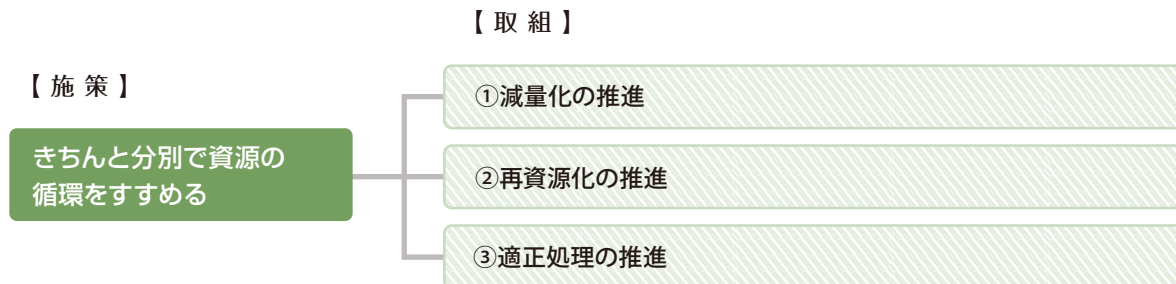 【取組】
【施策】
①減量化の推進
きちんと分別で資源の
循環をすすめる
②再資源化の推進
③適正処理の推進